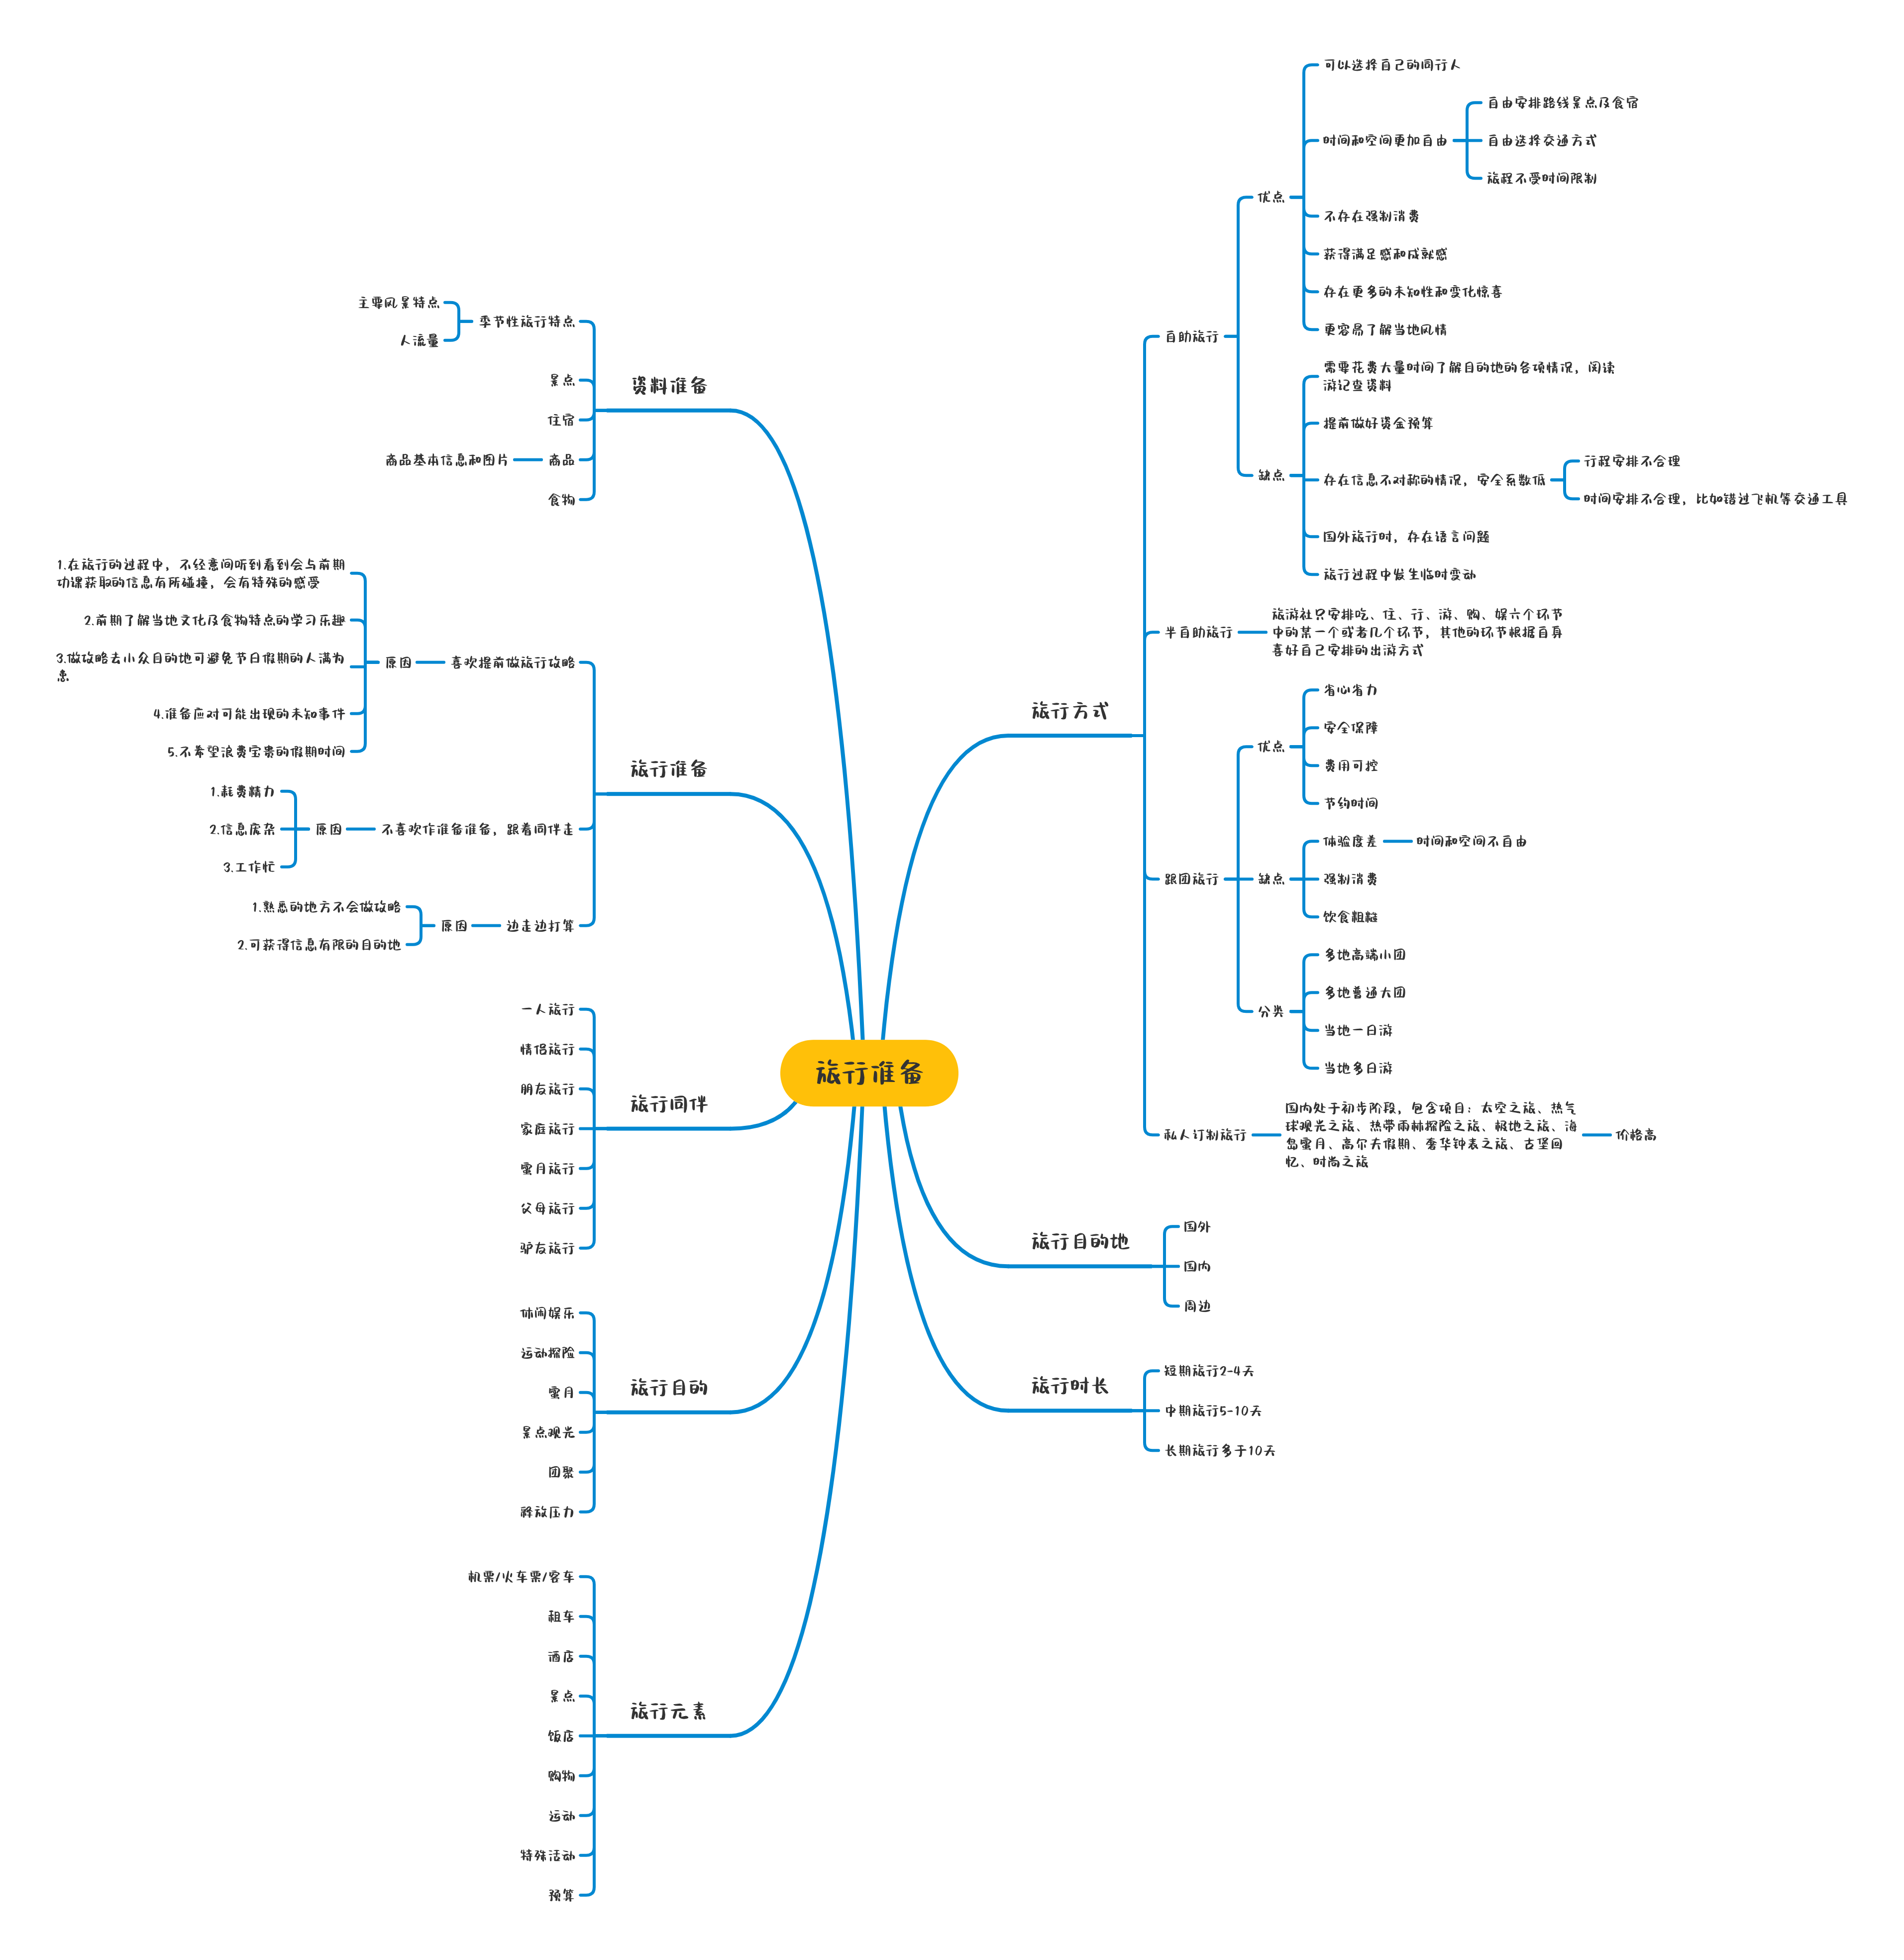 旅行准备
旅行方式
自助旅行
优点
可以选择自己的同行人
时间和空间更加自由
自由安排路线景点及食宿
自由选择交通方式
旅程不受时间限制
不存在强制消费
获得满足感和成就感
存在更多的未知性和变化惊喜
更容易了解当地风情
缺点
需要花费大量时间了解目的地的各项情况，阅读
游记查资料
提前做好资金预算
存在信息不对称的情况，安全系数低
行程安排不合理
时间安排不合理，比如错过飞机等交通工具
国外旅行时，存在语言问题
旅行过程中发生临时变动
半自助旅行
旅游社只安排吃、住、行、游、购、娱六个环节
中的某一个或者几个环节，其他的环节根据自身
喜好自己安排的出游方式
跟团旅行
优点
省心省力
安全保障
费用可控
节约时间
缺点
体验度差
时间和空间不自由
强制消费
饮食粗糙
分类
多地高端小团
多地普通大团
当地一日游
当地多日游
私人订制旅行
国内处于初步阶段，包含项目：太空之旅、热气
球观光之旅、热带雨林探险之旅、极地之旅、海
岛蜜月、高尔夫假期、奢华钟表之旅、古堡回
忆、时尚之旅
价格高
旅行目的地
国外
国内
周边
旅行时长
短期旅行2-4天
中期旅行5-10天
长期旅行多于10天
资料准备
季节性旅行特点
主要风景特点
人流量
景点
住宿
商品
商品基本信息和图片
食物
旅行准备
喜欢提前做旅行攻略
原因
1.在旅行的过程中，不经意间听到看到会与前期
功课获取的信息有所碰撞，会有特殊的感受
2.前期了解当地文化及食物特点的学习乐趣
3.做攻略去小众目的地可避免节日假期的人满为
患
4.准备应对可能出现的未知事件
5.不希望浪费宝贵的假期时间
不喜欢作准备准备，跟着同伴走
原因
1.耗费精力
2.信息庞杂
3.工作忙
边走边打算
原因
1.熟悉的地方不会做攻略
2.可获得信息有限的目的地
旅行同伴
一人旅行
情侣旅行
朋友旅行
家庭旅行
蜜月旅行
父母旅行
驴友旅行
旅行目的
休闲娱乐
运动探险
蜜月
景点观光
团聚
释放压力
旅行元素
机票/火车票/客车
租车
酒店
景点
饭店
购物
运动
特殊活动
预算